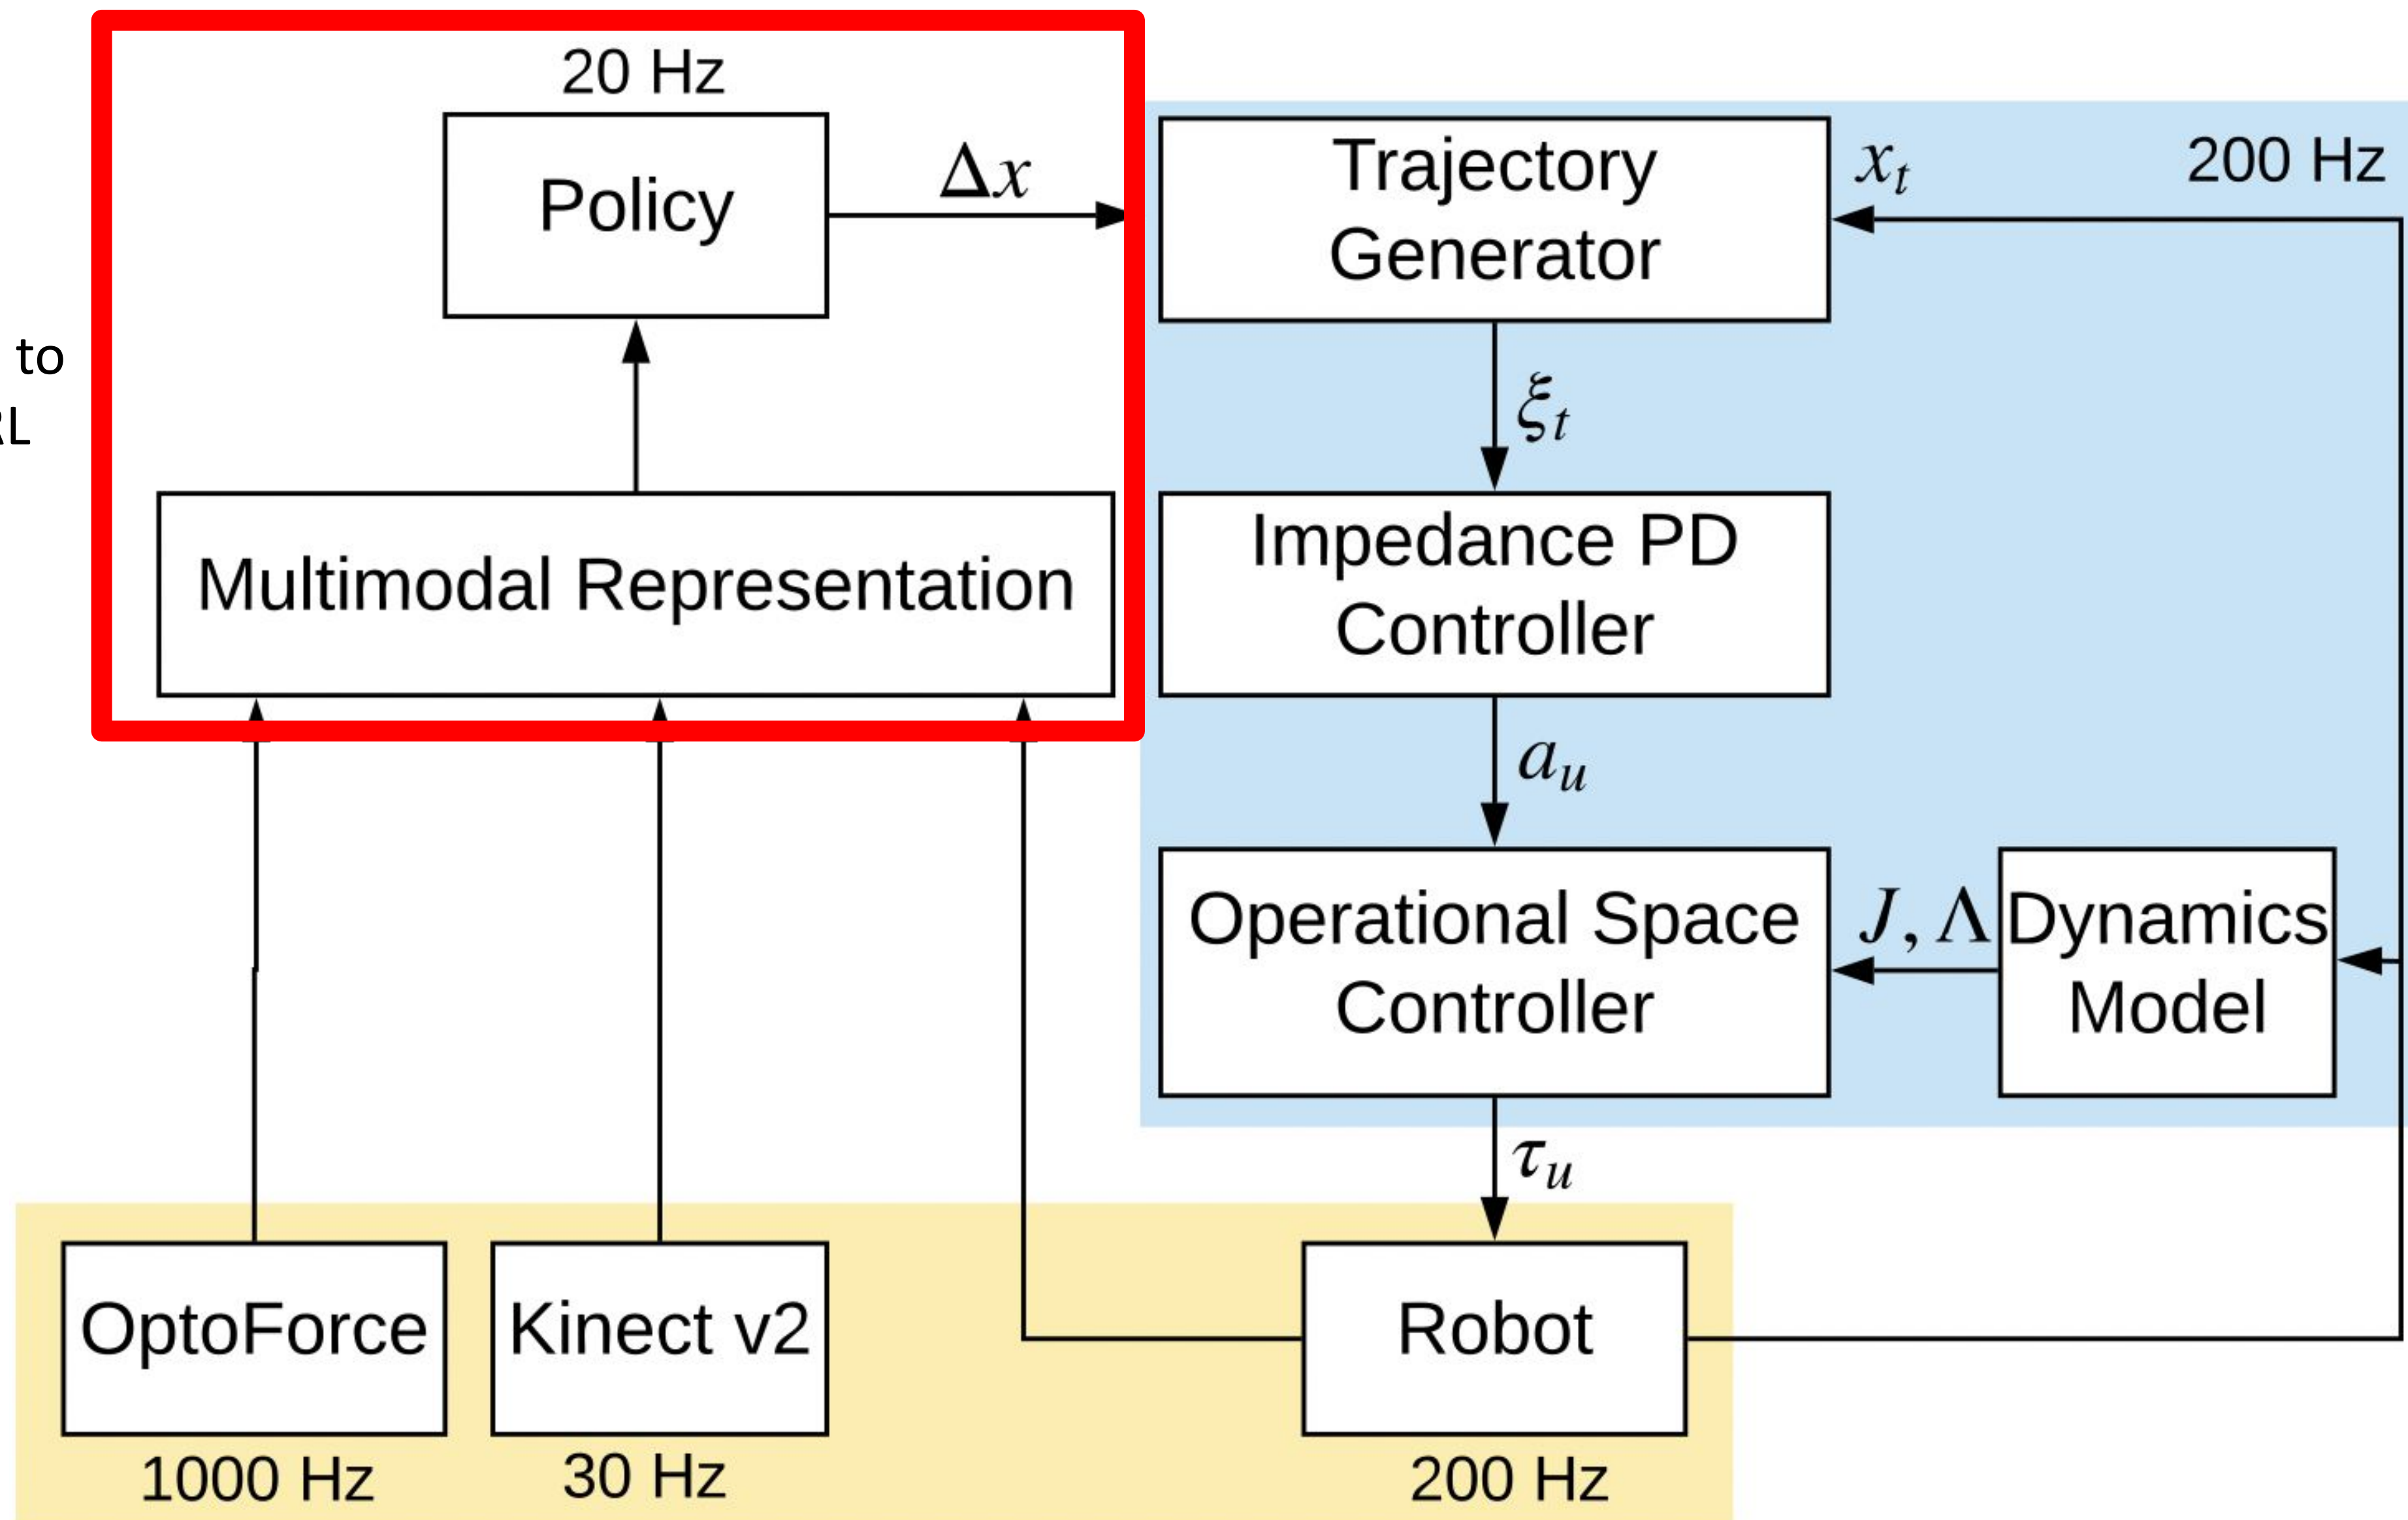 20 Hz
Policy
Δx
to
RL
Multimodal Representation
Trajectory
Generator
x_t
200 Hz
ξ_t
Impedance PD
Controller
a_u
Operational Space
Controller
J, Λ
Dynamics
Model
τ_u
OptoForce
1000 Hz
Kinect v2
30 Hz
Robot
200 Hz